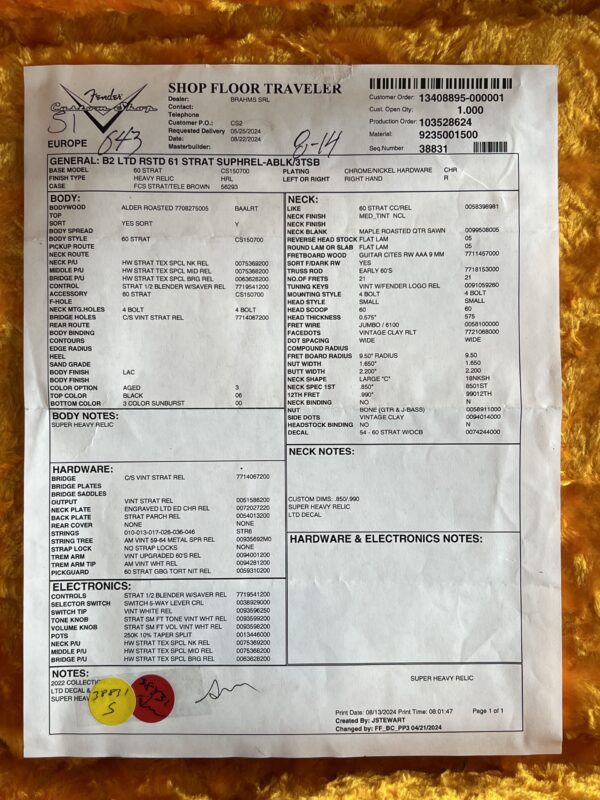 Fender
Custom Shop
S1
EUROPE
643
SHOP FLOOR TRAVELER
Dealer: BRAHMS SRL
Contact:
Telephone
Customer P.O.: CS2
Requested Delivery 05/25/2024
Date: 08/22/2024
Masterbuilder:
8-14
Customer Order: 13408895-000001
Cust. Open Qty: 1.000
Production Order: 103528624
Material: 9235001500
Seq Number 38831
GENERAL: B2 LTD RSTD 61 STRAT SUPHREL-ABLK/3TSB
BASE MODEL 60 STRAT CS150700 PLATING CHROME/NICKEL HARDWARE CHR
FINISH TYPE HEAVY RELIC HRL LEFT OR RIGHT RIGHT HAND R
CASE FCS STRAT/TELE BROWN 56293
BODY:
BODYWOOD ALDER ROASTED 7708275005 BAALRT
TOP
SORT YES SORT Y
BODY SPREAD
BODY STYLE 60 STRAT CS150700
PICKUP ROUTE
NECK ROUTE
NECK P/U HW STRAT TEX SPCL NK REL 0075369200
MIDDLE P/U HW STRAT TEX SPCL MID REL 0075368200
BRIDGE P/U HW STRAT TEX SPCL BRG REL 0063628200
CONTROL STRAT 1/2 BLENDER W/SAVER REL 7719541200
ACCESSORY 60 STRAT CS150700
F-HOLE
NECK MTG.HOLES 4 BOLT 4 BOLT
BRIDGE HOLES C/S VINT STRAT REL 7714067200
REAR ROUTE
BODY BINDING
CONTOURS
EDGE RADIUS
HEEL
SAND GRADE
BODY FINISH LAC
BODY FINISH
COLOR OPTION AGED 3
TOP COLOR BLACK 06
BOTTOM COLOR 3 COLOR SUNBURST 00
BODY NOTES:
SUPER HEAVY RELIC
HARDWARE:
BRIDGE C/S VINT STRAT REL 7714067200
BRIDGE PLATES
BRIDGE SADDLES
OUTPUT VINT STRAT REL 0051586200
NECK PLATE ENGRAVED LTD ED CHR REL 0072027220
BACK PLATE STRAT PARCH REL 0054013200
REAR COVER NONE NONE
STRINGS 010-013-017-026-036-046 STR6
STRING TREE AM VINT 59-64 METAL SPR REL 00935692M0
STRAP LOCK NO STRAP LOCKS NONE
TREM ARM VINT UPGRADED 60'S REL 0094001200
TREM ARM TIP AM VINT WHT REL 0094281200
PICKGUARD 60 STRAT GBG TORT NIT REL 0059310200
ELECTRONICS:
CONTROLS STRAT 1/2 BLENDER W/SAVER REL 7719541200
SELECTOR SWITCH SWITCH 5-WAY LEVER CRL 0038929000
SWITCH TIP VINT WHITE REL 0093596250
TONE KNOB STRAT SM FT TONE VINT WHT REL 0093599200
VOLUME KNOB STRAT SM FT VOL VINT WHT REL 0093598200
POTS 250K 10% TAPER SPLIT 0013446000
NECK P/U HW STRAT TEX SPCL NK REL 0075369200
MIDDLE P/U HW STRAT TEX SPCL MID REL 0075368200
BRIDGE P/U HW STRAT TEX SPCL BRG REL 0063628200
NECK:
LIKE 60 STRAT CC/REL 0058398981
NECK FINISH MED_TINT NCL
NECK FINISH
NECK BLANK MAPLE ROASTED QTR SAWN 0099508005
REVERSE HEAD STOCK FLAT LAM 05
ROUND LAM OR SLAB FLAT LAM 05
FRETBOARD WOOD GUITAR CITES RW AAA 9 MM 7711457000
SORT F/DARK RW YES
TRUSS ROD EARLY 60'S 7718153000
NO.OF FRETS 21 21
TUNING KEYS VINT W/FENDER LOGO REL 0091059280
MOUNTING STYLE 4 BOLT 4 BOLT
HEAD STYLE SMALL SMALL
HEAD SCOOP 60 60
HEAD THICKNESS 0.575" 575
FRET WIRE JUMBO / 6100 0058100000
FACEDOTS VINTAGE CLAY RLT 7721068000
DOT SPACING WIDE WIDE
COMPOUND RADIUS
FRET BOARD RADIUS 9.50" RADIUS 9.50
NUT WIDTH 1.650" 1.650
BUTT WIDTH 2.200" 2.200
NECK SHAPE LARGE "C" 18NKSH
NECK SPEC 1ST .850" 8501ST
12TH FRET .990" 99012TH
NECK BINDING NO N
NUT BONE (GTR & J-BASS) 0058911000
SIDE DOTS VINTAGE CLAY 0094014000
HEADSTOCK BINDING NO N
DECAL 54 - 60 STRAT W/OCB 0074244000
NECK NOTES:
CUSTOM DIMS: .850/.990
SUPER HEAVY RELIC
LTD DECAL
HARDWARE & ELECTRONICS NOTES:
NOTES:
2022 COLLECTION
LTD DECAL &
SUPER HEAVY
38831
S
38831
SUPER HEAVY RELIC
Print Date: 08/13/2024 Print Time: 08:01:47 Page 1 of 1
Created By: JSTEWART
Changed by: FF_BC_PP3 04/21/2024